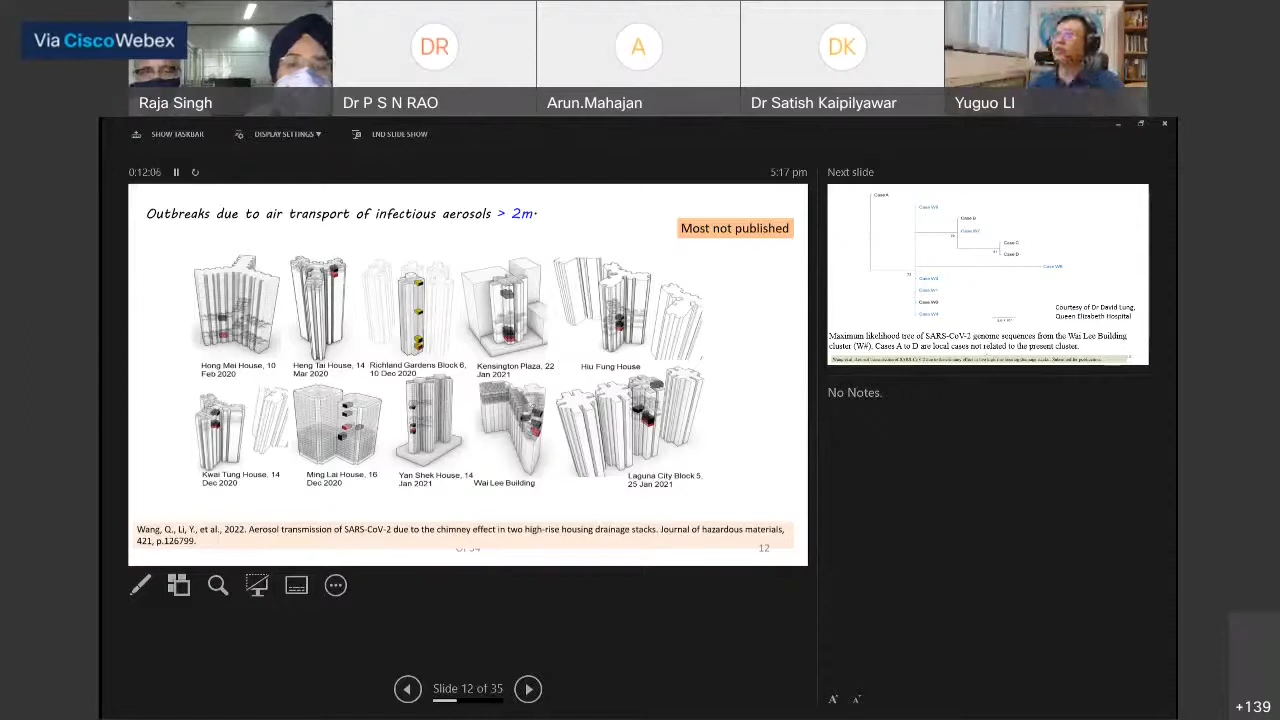 Via CiscoWebex
DR
A
DK
Raja Singh
Dr P S N RAO
Arun.Mahajan
Dr Satish Kaipilyawar
Yuguo LI
SHOW TASKBAR
DISPLAY SETTINGS
END SLIDE SHOW
0:12:06
5:17 pm
Next slide
Outbreaks due to air transport of infectious aerosols > 2m.
Most not published
Hong Mei House, 10
Feb 2020
Heng Tai House, 14
Mar 2020
Richland Gardens Block 6,
10 Dec 2020
Kensington Plaza, 22
Jan 2021
Hiu Fung House
Kwai Tung House, 14
Dec 2020
Ming Lai House, 16
Dec 2020
Yan Shek House, 14
Jan 2021
Wai Lee Building
Laguna City Block 5,
25 Jan 2021
Wang, Q., Li, Y., et al., 2022. Aerosol transmission of SARS-CoV-2 due to the chimney effect in two high-rise housing drainage stacks. Journal of hazardous materials,
421, p.126799.
12
Case A
Case B
Case C
Case D
Courtesy of Dr David Lung,
Queen Elizabeth Hospital
Maximum likelihood tree of SARS-CoV-2 genome sequences from the Wai Lee Building
cluster (W#). Cases A to D are local cases not related to the present cluster.
No Notes.
Slide 12 of 35
A A
+139